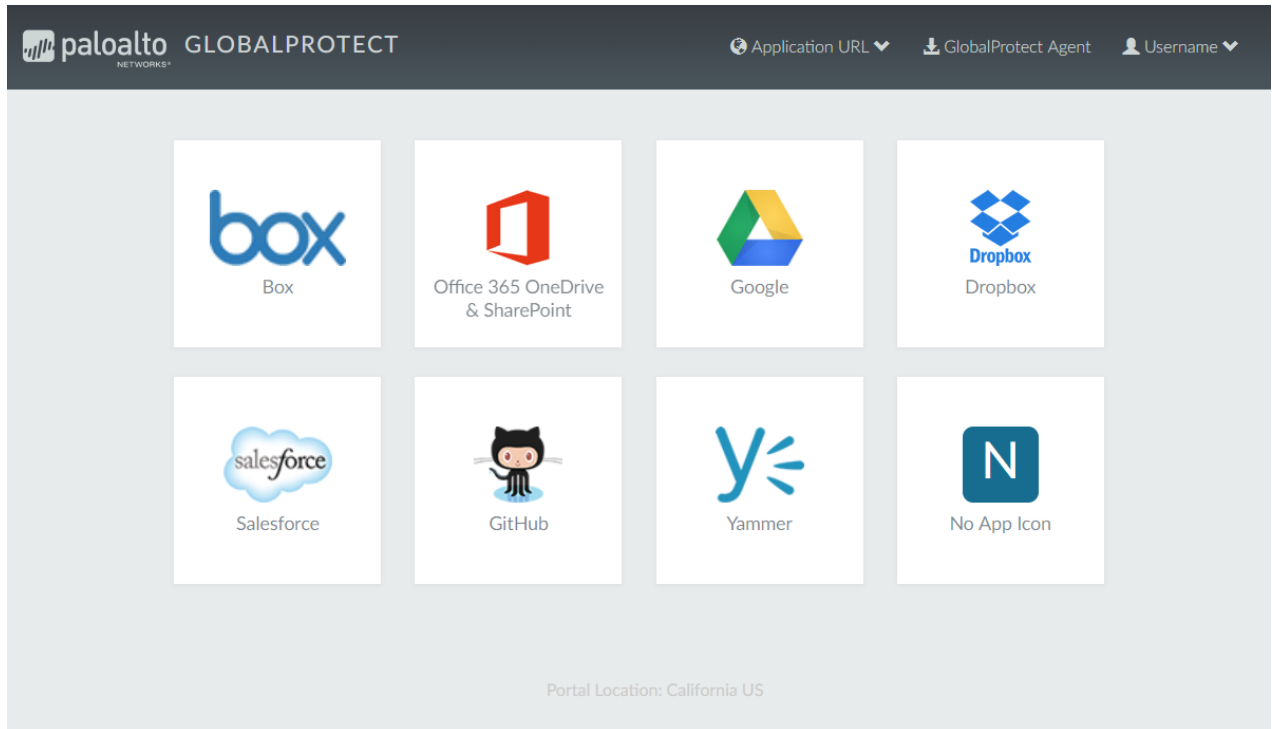 paloalto NETWORKS® GLOBALPROTECT Application URL GlobalProtect Agent Username
box
Box
Office 365 OneDrive
& SharePoint
Google
Dropbox
Dropbox
salesforce
Salesforce
GitHub
Yammer
N
No App Icon
Portal Location: California US